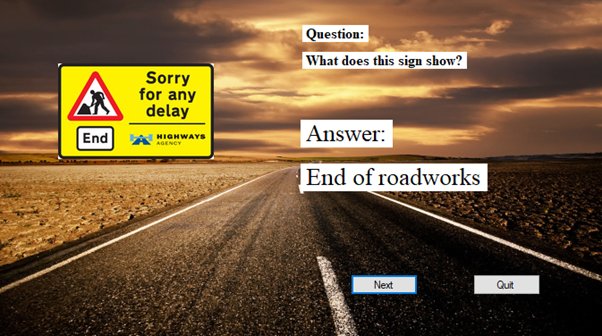 Sorry
for any
delay
End
HIGHWAYS
AGENCY
Question:
What does this sign show?
Answer:
End of roadworks
Next
Quit